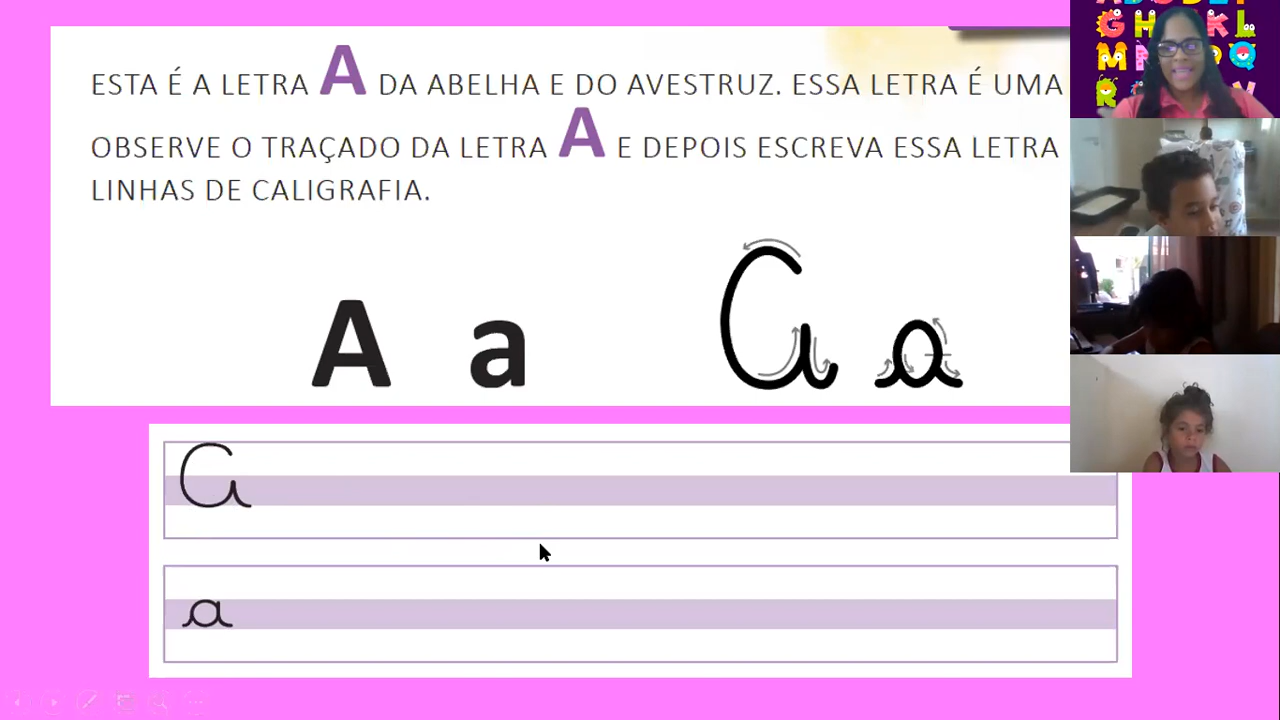 ESTA É A LETRA A DA ABELHA E DO AVESTRUZ. ESSA LETRA É UMA
OBSERVE O TRAÇADO DA LETRA A E DEPOIS ESCREVA ESSA LETRA
LINHAS DE CALIGRAFIA.
A a A a
A
a